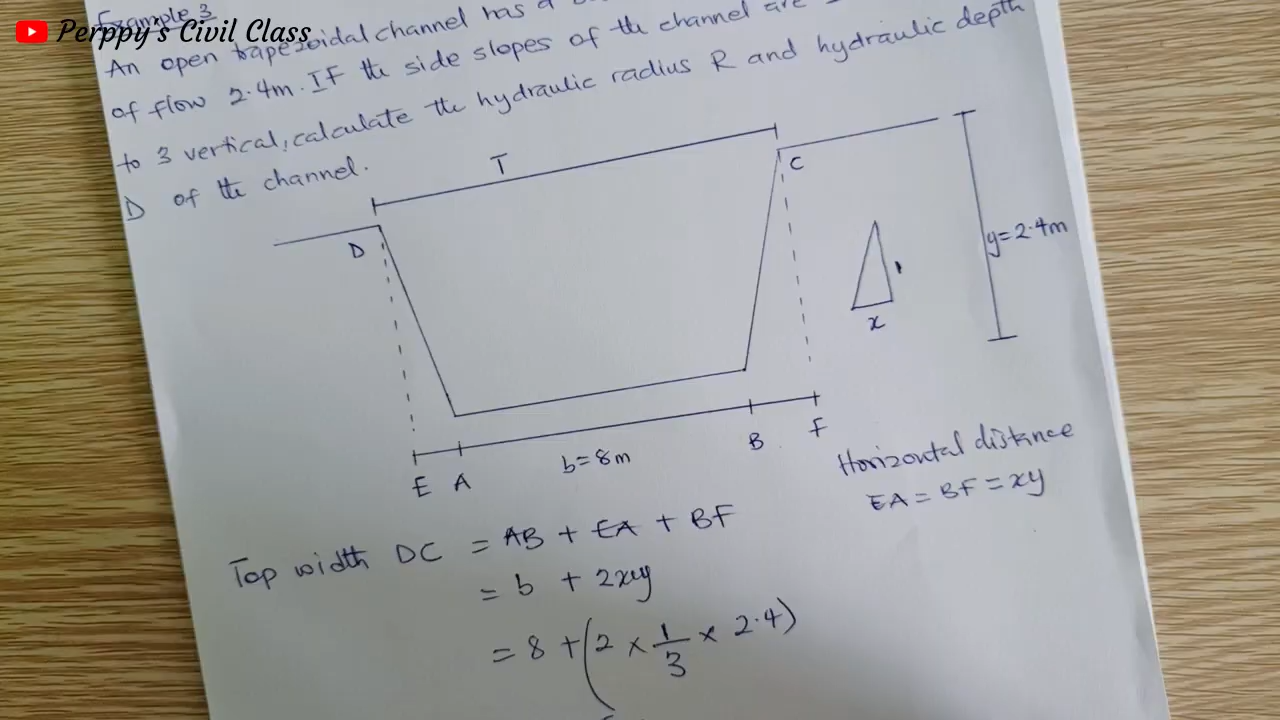 Example 3
Perppy's Civil Class
An open trapezoidal channel has a
of flow 2.4m. IF the side slopes of the channel are
to 3 vertical, calculate the hydraulic radius R and hydraulic depth
D of the channel.
T
C
D
y=2.4m
1
x
E A
b=8m
B
F
Horizontal distance
EA = BF = xy
Top width DC = AB + EA + BF
= b + 2xy
= 8 + (2 × 1/3 × 2.4)